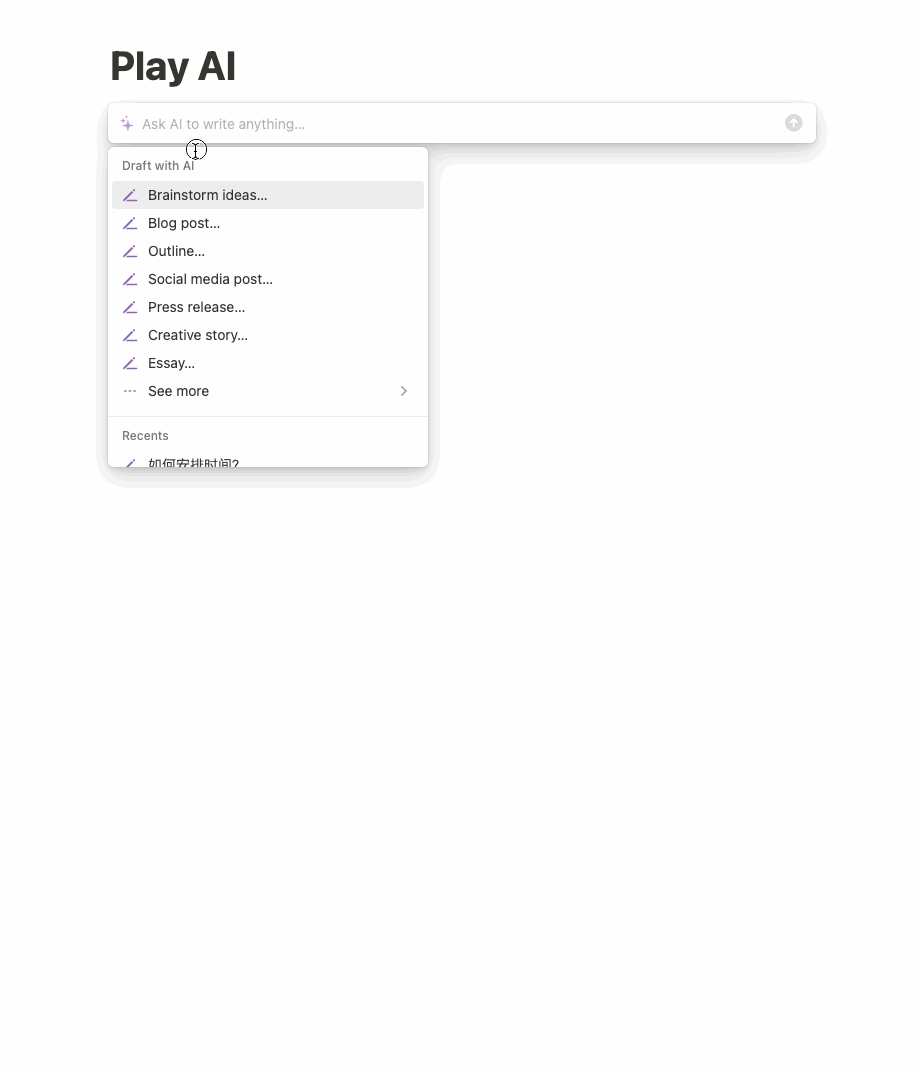 Play AI
Ask AI to write anything...
Draft with AI
Brainstorm ideas...
Blog post...
Outline...
Social media post...
Press release...
Creative story...
Essay...
See more
Recents
如何安排时间?